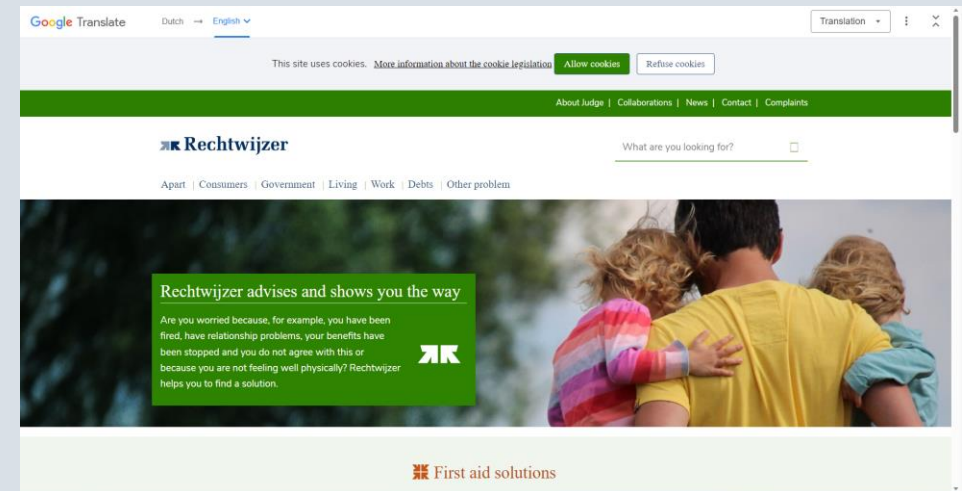 Google Translate
Dutch → English
Translation
This site uses cookies. More information about the cookie legislation Allow cookies Refuse cookies
About Judge | Collaborations | News | Contact | Complaints
Rechtwijzer
What are you looking for?
Apart | Consumers | Government | Living | Work | Debts | Other problem
Rechtwijzer advises and shows you the way
Are you worried because, for example, you have been
fired, have relationship problems, your benefits have
been stopped and you do not agree with this or
because you are not feeling well physically? Rechtwijzer
helps you to find a solution.
First aid solutions